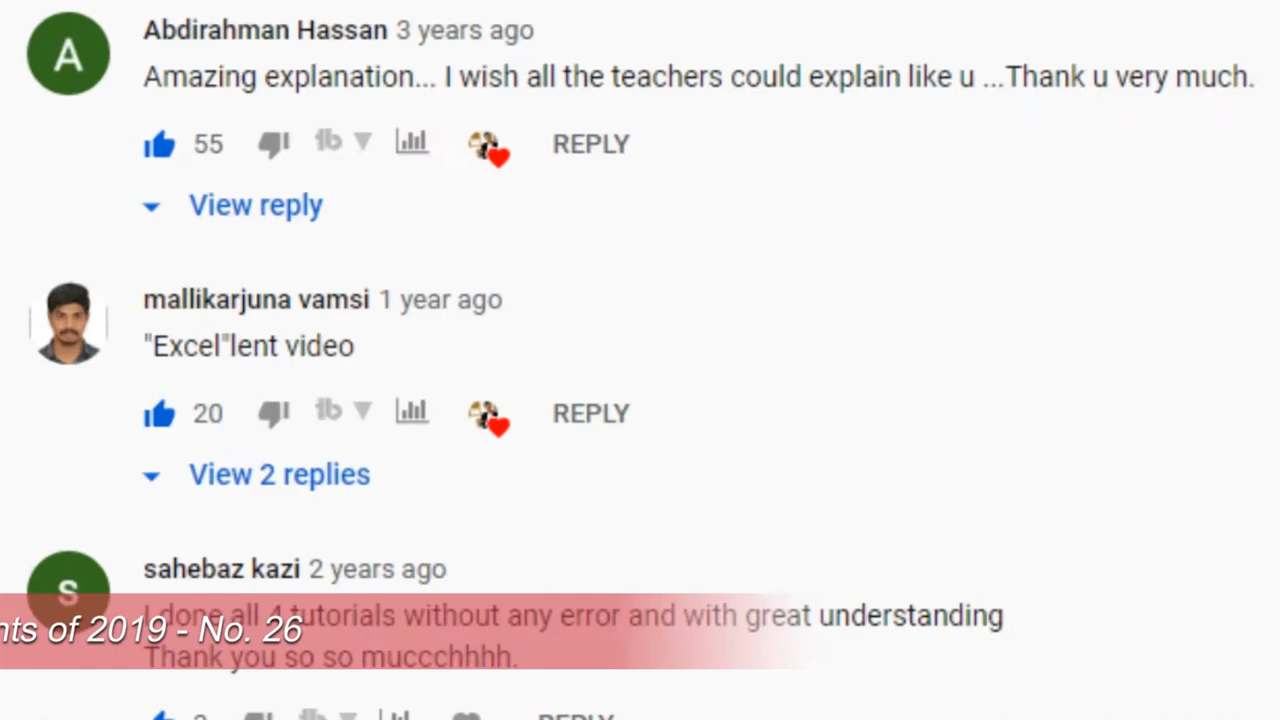 A
Abdirahman Hassan 3 years ago
Amazing explanation... I wish all the teachers could explain like u ...Thank u very much.
55 REPLY
View reply
mallikarjuna vamsi 1 year ago
"Excel"lent video
20 REPLY
View 2 replies
S
sahebaz kazi 2 years ago
I done all 4 tutorials without any error and with great understanding
nts of 2019 - No. 26
Thank you so so muccchhhh.
REPLY